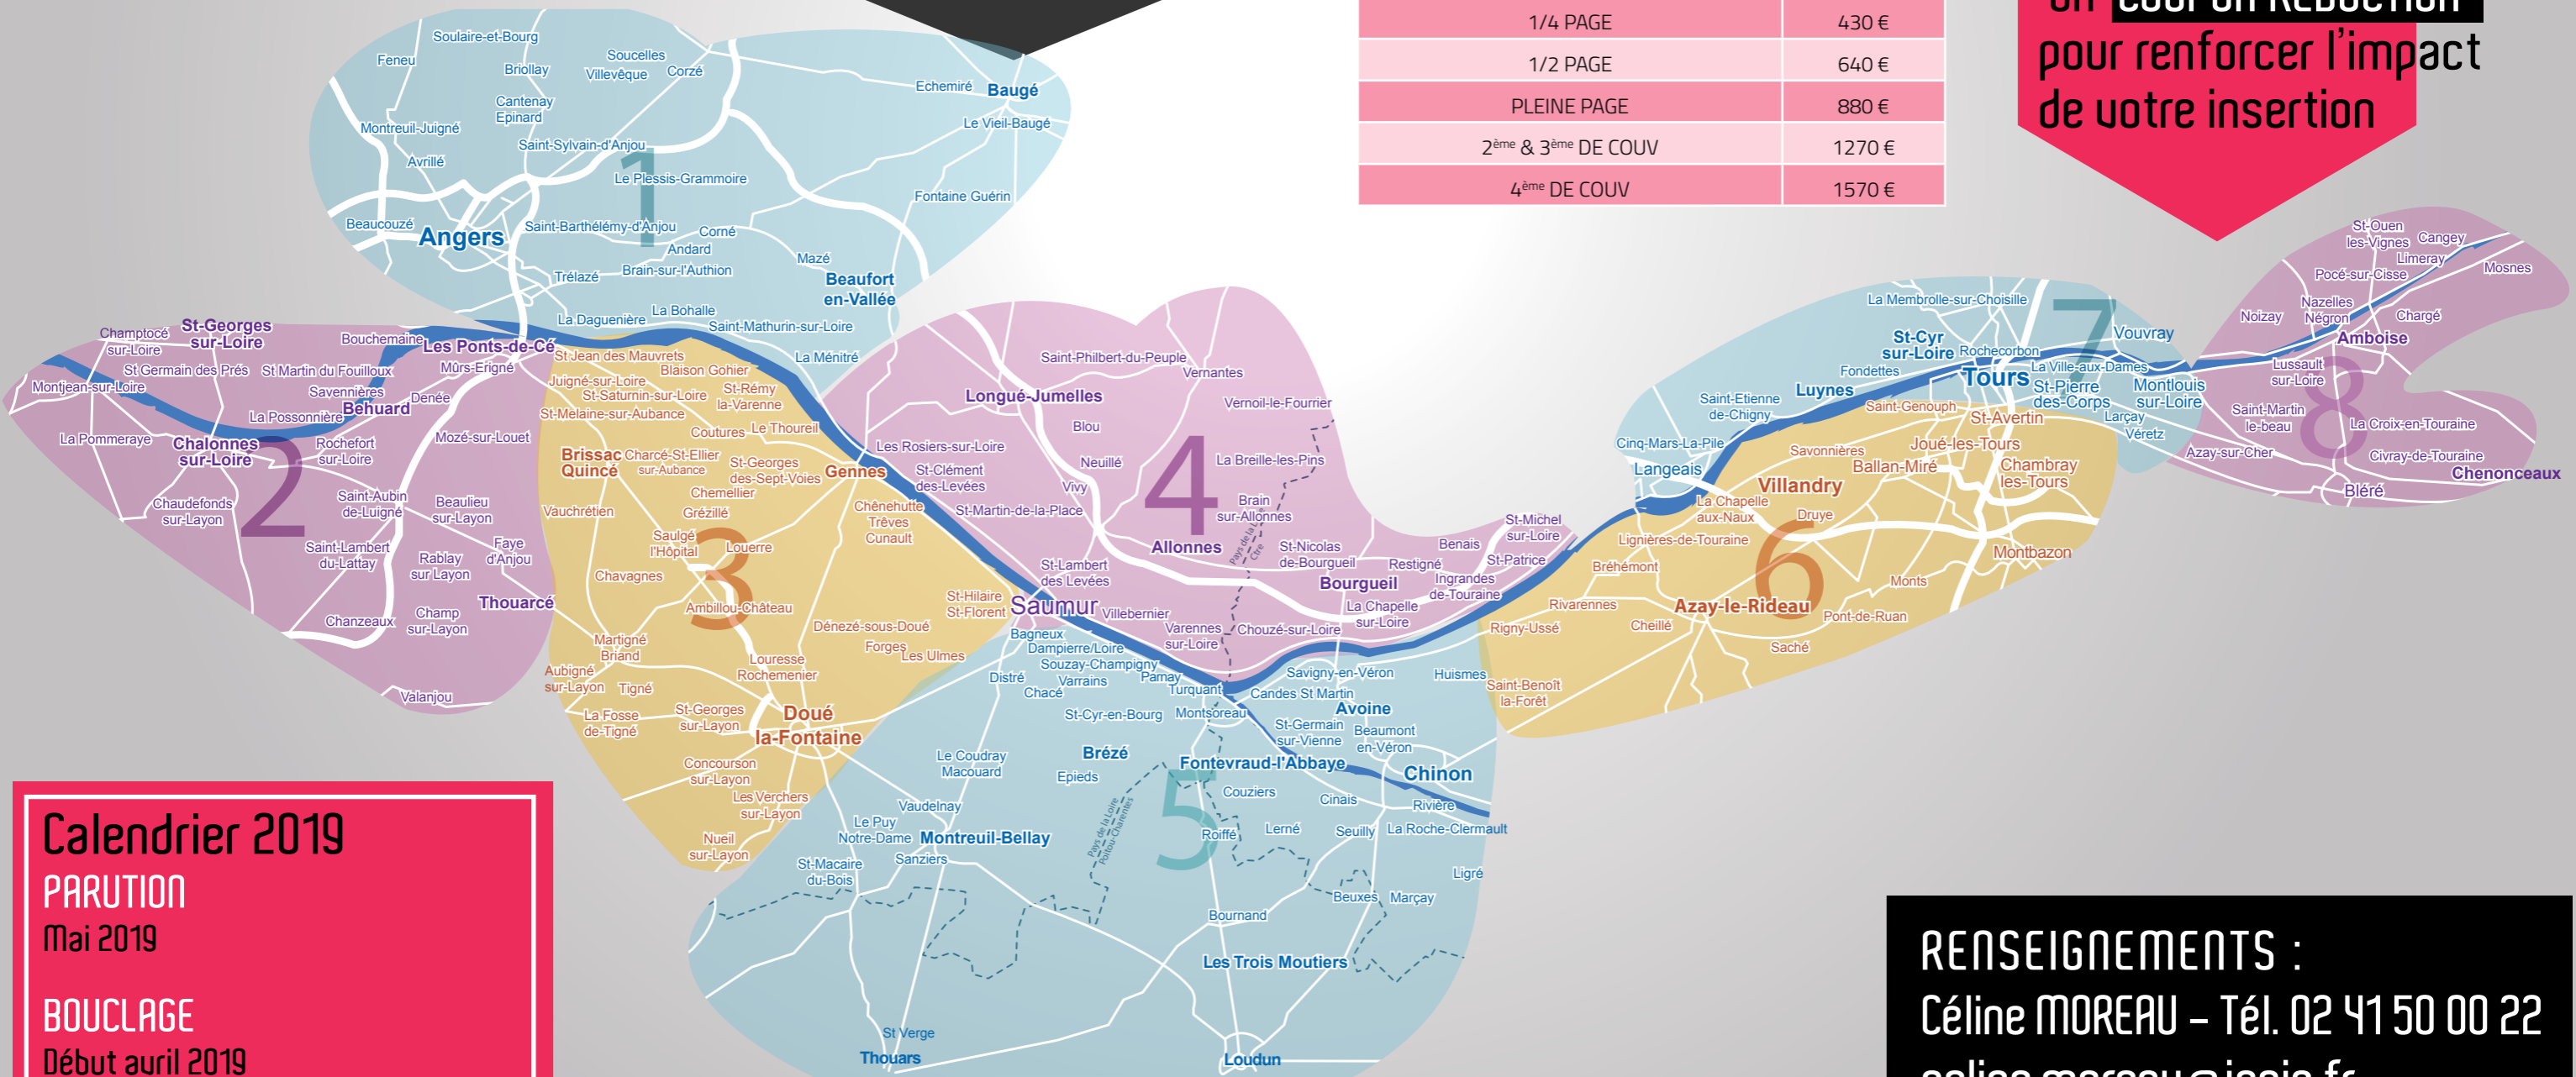 1/4 PAGE 430 €
1/2 PAGE 640 €
PLEINE PAGE 880 €
2ème & 3ème DE COUV 1270 €
4ème DE COUV 1570 €
un COUPON RÉDUCTION
pour renforcer l'impact
de votre insertion
1
Soulaire-et-Bourg
Feneu
Soucelles
Briollay
Villevêque
Corzé
Echemiré
Baugé
Cantenay
Epinard
Le Vieil-Baugé
Montreuil-Juigné
Saint-Sylvain-d'Anjou
Avrillé
Le Plessis-Grammoire
Fontaine Guérin
Beaucouzé
Angers
Saint-Barthélémy-d'Anjou
Corné
Andard
Mazé
Trélazé
Brain-sur-l'Authion
Beaufort
en-Vallée
La Bohalle
La Daguenière
Saint-Mathurin-sur-Loire
La Ménitré
2
Champtocé
sur-Loire
St-Georges
sur-Loire
Bouchemaine
Les Ponts-de-Cé
St Germain des Prés
St Martin du Fouilloux
Mûrs-Erigné
Montjean-sur-Loire
Savennières
Denée
La Possonnière
Béhuard
La Pommeraye
Chalonnes
sur-Loire
Rochefort
sur-Loire
Mozé-sur-Louet
Chaudefonds
sur-Layon
Saint-Aubin
de-Luigné
Beaulieu
sur-Layon
Saint-Lambert
du-Lattay
Rablay
sur Layon
Faye
d'Anjou
Thouarcé
Chanzeaux
Champ
sur-Layon
Valanjou
3
St Jean des Mauvrets
Blaison Gohier
Juigné-sur-Loire
St-Saturnin-sur-Loire
St-Rémy
la-Varenne
St-Melaine-sur-Aubance
Coutures
Le Thoureil
Brissac
Quincé
Charcé-St-Ellier
sur-Aubance
St-Georges
des-Sept-Voies
Gennes
Chemellier
Vauchrétien
Grézillé
Chênehutte
Trêves
Cunault
Saulgé
l'Hôpital
Louerre
Chavagnes
Ambillou-Château
St-Hilaire
St-Florent
Dénezé-sous-Doué
Martigné
Briand
Forges
Les Ulmes
Louresse
Rochemenier
Aubigné
sur-Layon
Tigné
La Fosse
de-Tigné
St-Georges
sur-Layon
Doué
la-Fontaine
Concourson
sur-Layon
Les Verchers
sur-Layon
Nueil
sur-Layon
4
Saint-Philbert-du-Peuple
Vernantes
Longué-Jumelles
Vernoil-le-Fourrier
Blou
Les Rosiers-sur-Loire
Neuillé
La Breille-les-Pins
St-Clément
des-Levées
Vivy
Brain
sur-Allonnes
St-Martin-de-la-Place
Allonnes
St-Nicolas
de-Bourgueil
Benais
St-Michel
sur-Loire
St-Lambert
des Levées
Restigné
St-Patrice
Bourgueil
Ingrandes
de-Touraine
Saumur
Villebernier
La Chapelle
sur-Loire
Varennes
sur-Loire
Chouzé-sur-Loire
5
Bagneux
Dampierre/Loire
Souzay-Champigny
Distré
Varrains
Parnay
Chacé
Turquant
Savigny-en-Véron
Huismes
Candes St Martin
St-Cyr-en-Bourg
Montsoreau
Avoine
St-Germain
sur-Vienne
Beaumont
en-Véron
Le Coudray
Macouard
Brézé
Fontevraud-l'Abbaye
Chinon
Epieds
Couziers
Cinais
Rivière
Vaudelnay
Le Puy
Notre-Dame
Montreuil-Bellay
Pays de la Loire
Poitou-Charentes
Roiffé
Lerné
Seuilly
La Roche-Clermault
St-Macaire
du-Bois
Sanziers
Ligré
Beuxes
Marçay
Bournand
Les Trois Moutiers
St Verge
Thouars
Loudun
6
Saint-Genouph
St-Avertin
Savonnières
Joué-les-Tours
Ballan-Miré
Chambray
les-Tours
Villandry
La Chapelle
aux-Naux
Druye
Lignières-de-Touraine
Montbazon
Bréhémont
Monts
Rivarennes
Azay-le-Rideau
Pont-de-Ruan
Rigny-Ussé
Cheillé
Saché
Saint-Benoît
la-Forêt
7
La Membrolle-sur-Choisille
St-Cyr
sur-Loire
Rochecorbon
Vouvray
Fondettes
La Ville-aux-Dames
Tours
Luynes
St-Pierre
des-Corps
Montlouis
sur-Loire
Saint-Etienne
de-Chigny
Larçay
Véretz
Cinq-Mars-La-Pile
Langeais
8
St-Ouen
les-Vignes
Cangey
Limeray
Pocé-sur-Cisse
Mosnes
Nazelles
Négron
Noizay
Chargé
Amboise
Lussault
sur-Loire
Saint-Martin
le-beau
La Croix-en-Touraine
Azay-sur-Cher
Civray-de-Touraine
Chenonceaux
Bléré
Calendrier 2019
PARUTION
Mai 2019
BOUCLAGE
Début avril 2019
RENSEIGNEMENTS :
Céline MOREAU – Tél. 02 41 50 00 22